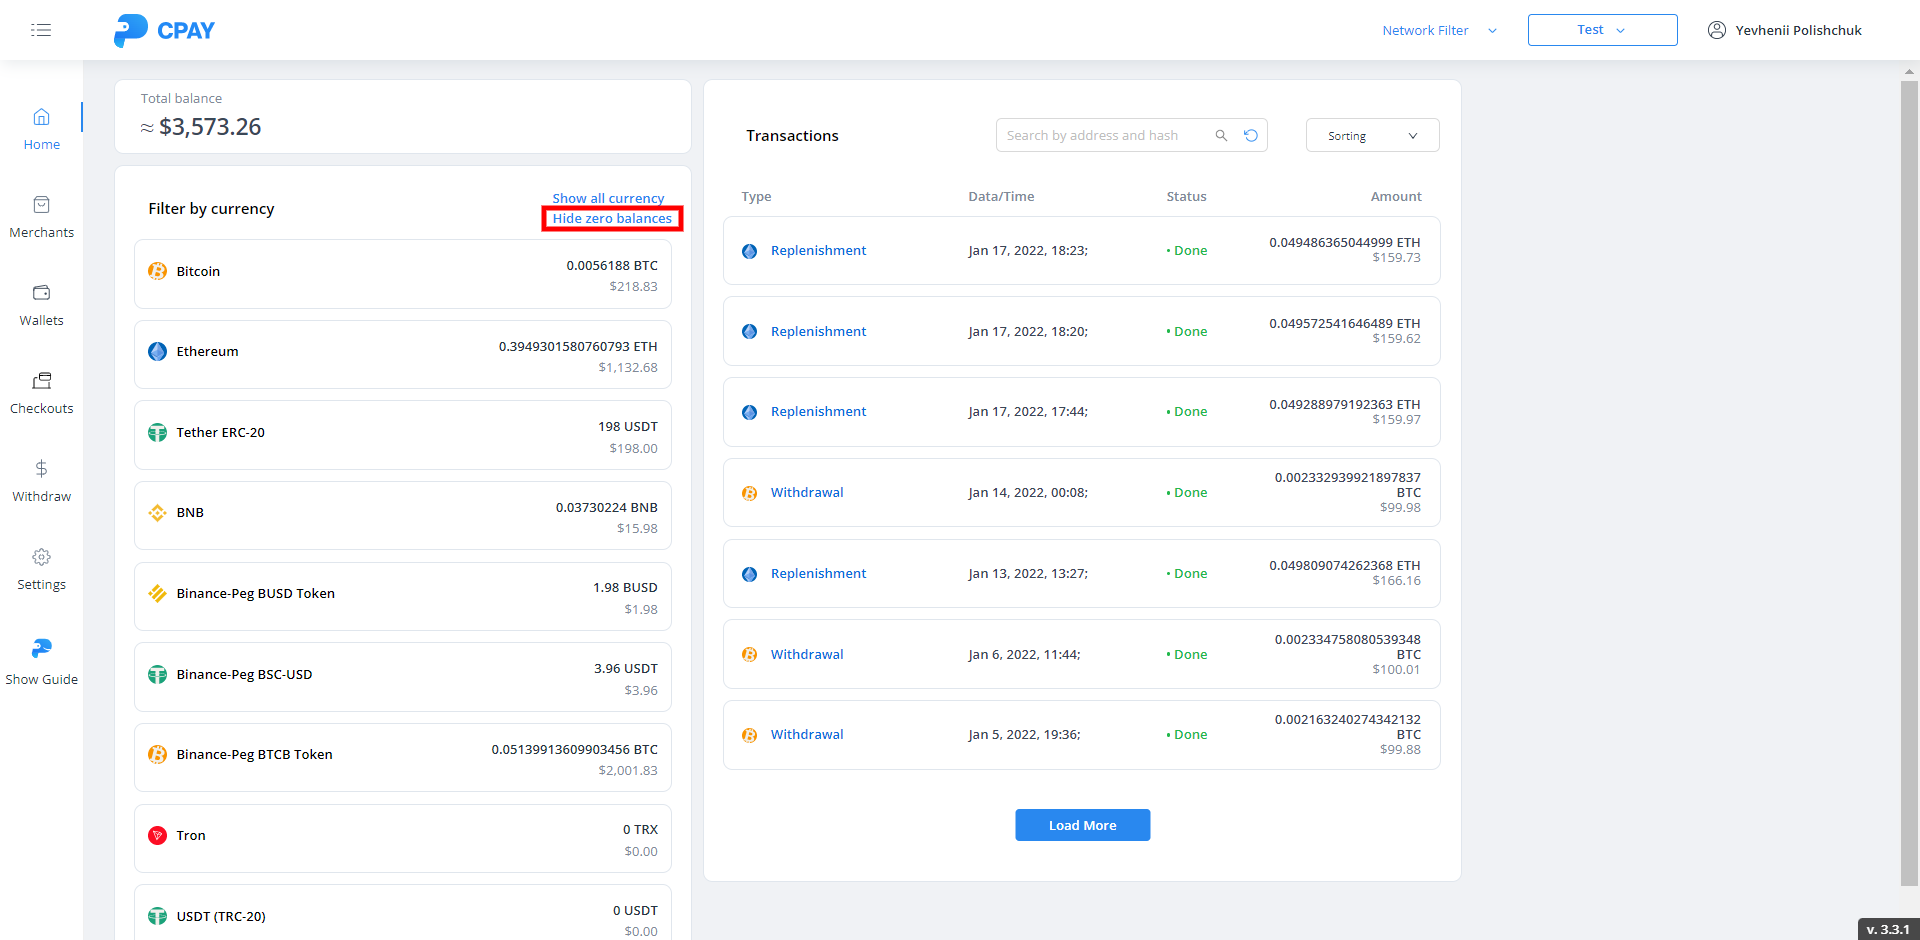 CPAY
Network Filter
Test
Yevhenii Polishchuk
Home
Merchants
Wallets
Checkouts
Withdraw
Settings
Show Guide
Total balance
≈ $3,573.26
Filter by currency
Show all currency
Hide zero balances
Bitcoin
0.0056188 BTC
$218.83
Ethereum
0.3949301580760793 ETH
$1,132.68
Tether ERC-20
198 USDT
$198.00
BNB
0.03730224 BNB
$15.98
Binance-Peg BUSD Token
1.98 BUSD
$1.98
Binance-Peg BSC-USD
3.96 USDT
$3.96
Binance-Peg BTCB Token
0.05139913609903456 BTC
$2,001.83
Tron
0 TRX
$0.00
USDT (TRC-20)
0 USDT
$0.00
Transactions
Search by address and hash
Sorting
Type Data/Time Status Amount
Replenishment Jan 17, 2022, 18:23; • Done 0.049486365044999 ETH
$159.73
Replenishment Jan 17, 2022, 18:20; • Done 0.049572541646489 ETH
$159.62
Replenishment Jan 17, 2022, 17:44; • Done 0.049288979192363 ETH
$159.97
Withdrawal Jan 14, 2022, 00:08; • Done 0.002332939921897837
BTC
$99.98
Replenishment Jan 13, 2022, 13:27; • Done 0.049809074262368 ETH
$166.16
Withdrawal Jan 6, 2022, 11:44; • Done 0.002334758080539348
BTC
$100.01
Withdrawal Jan 5, 2022, 19:36; • Done 0.002163240274342132
BTC
$99.88
Load More
v. 3.3.1